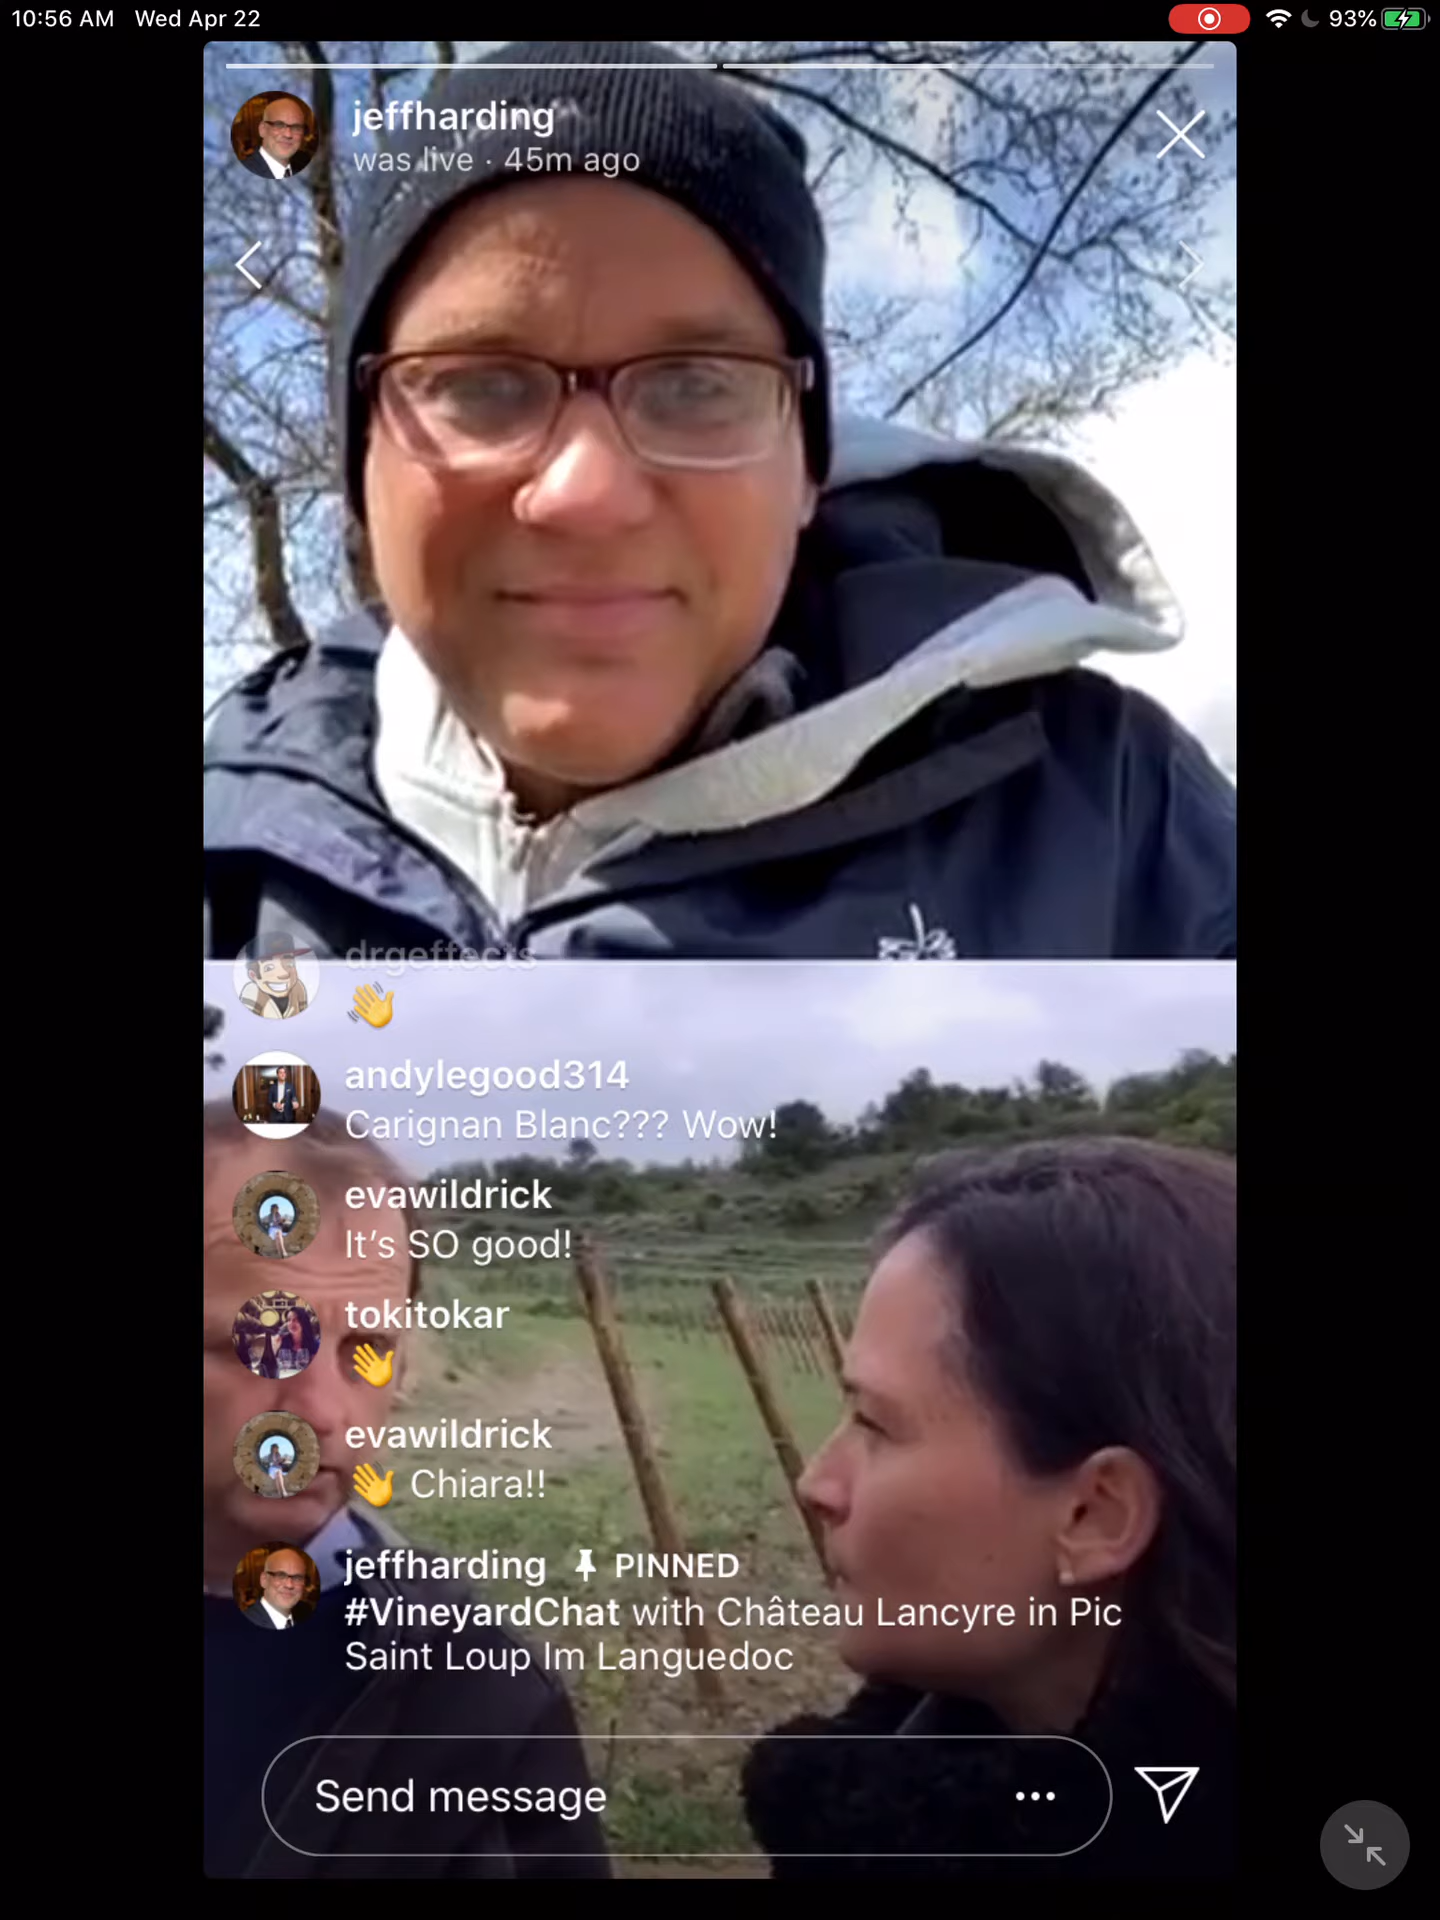 10:56 AM Wed Apr 22
93%
jeffharding
was live · 45m ago
drgeffects
👋
andylegood314
Carignan Blanc??? Wow!
evawildrick
It's SO good!
tokitokar
👋
evawildrick
👋 Chiara!!
jeffharding PINNED
#VineyardChat with Château Lancyre in Pic
Saint Loup Im Languedoc
Send message